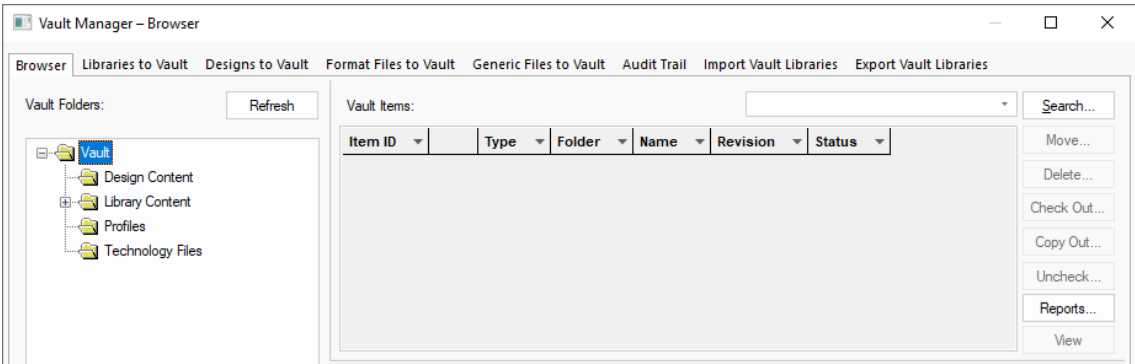 Vault Manager – Browser
Browser Libraries to Vault Designs to Vault Format Files to Vault Generic Files to Vault Audit Trail Import Vault Libraries Export Vault Libraries
Vault Folders: Refresh
Vault
Design Content
Library Content
Profiles
Technology Files
Vault Items: Search...
Item ID Type Folder Name Revision Status
Move...
Delete...
Check Out...
Copy Out...
Uncheck...
Reports...
View